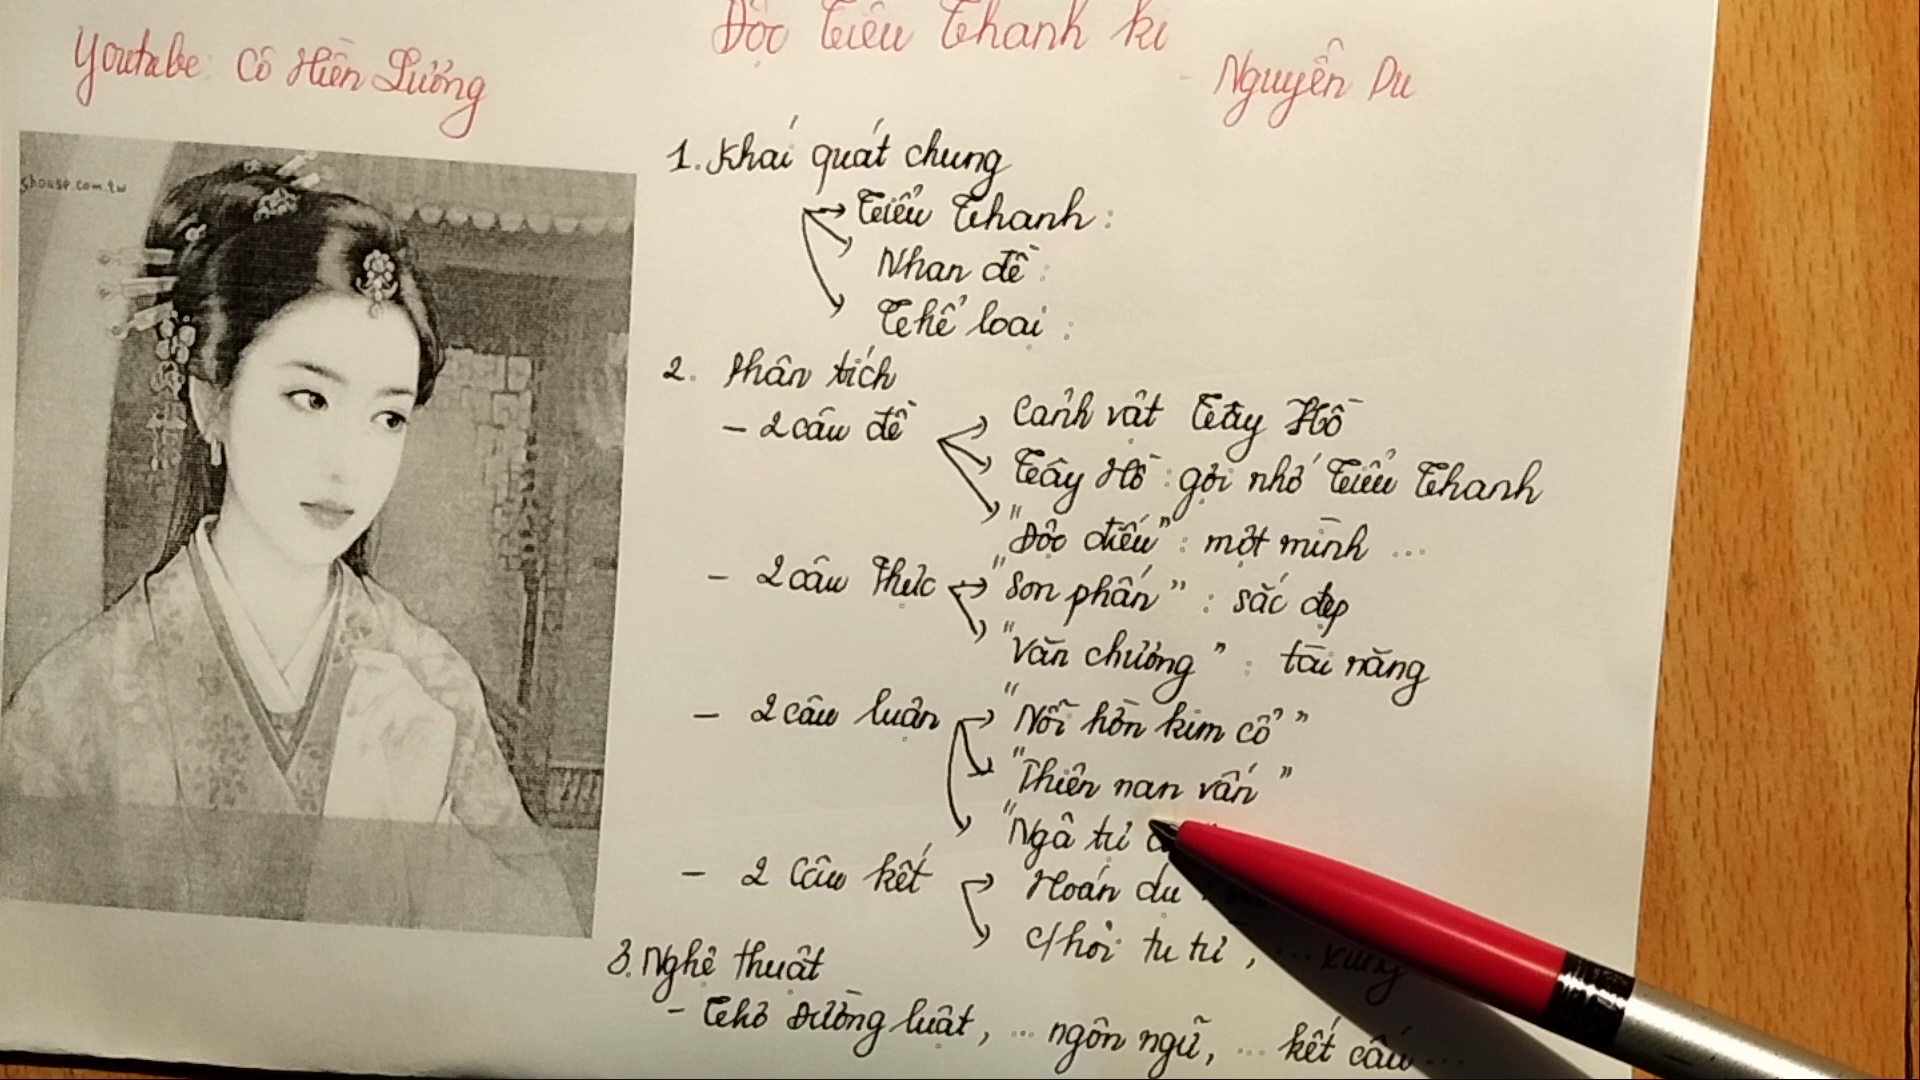 Độc Tiểu Thanh kí
Youtube: Cô Hiền Lương
- Nguyễn Du
ghouse.com.tw
1. Khái quát chung
Tiểu Thanh:
Nhan đề:
Thể loại:
2. Phân tích
- 2 câu đề
Cảnh vật Tây Hồ
Tây Hồ: gợi nhớ Tiểu Thanh
"Độc điếu": một mình ...
- 2 câu Thực
"Son phấn": sắc đẹp
"Văn chương": tài năng
- 2 câu luận
"Nỗi hờn kim cổ"
"Thiên nan vấn"
"Ngã tự
- 2 câu kết
Hoán dụ
c/hỏi tu từ, ... xưng
3. Nghệ thuật
- Thơ Đường luật, ... ngôn ngữ, ... kết cấu ...